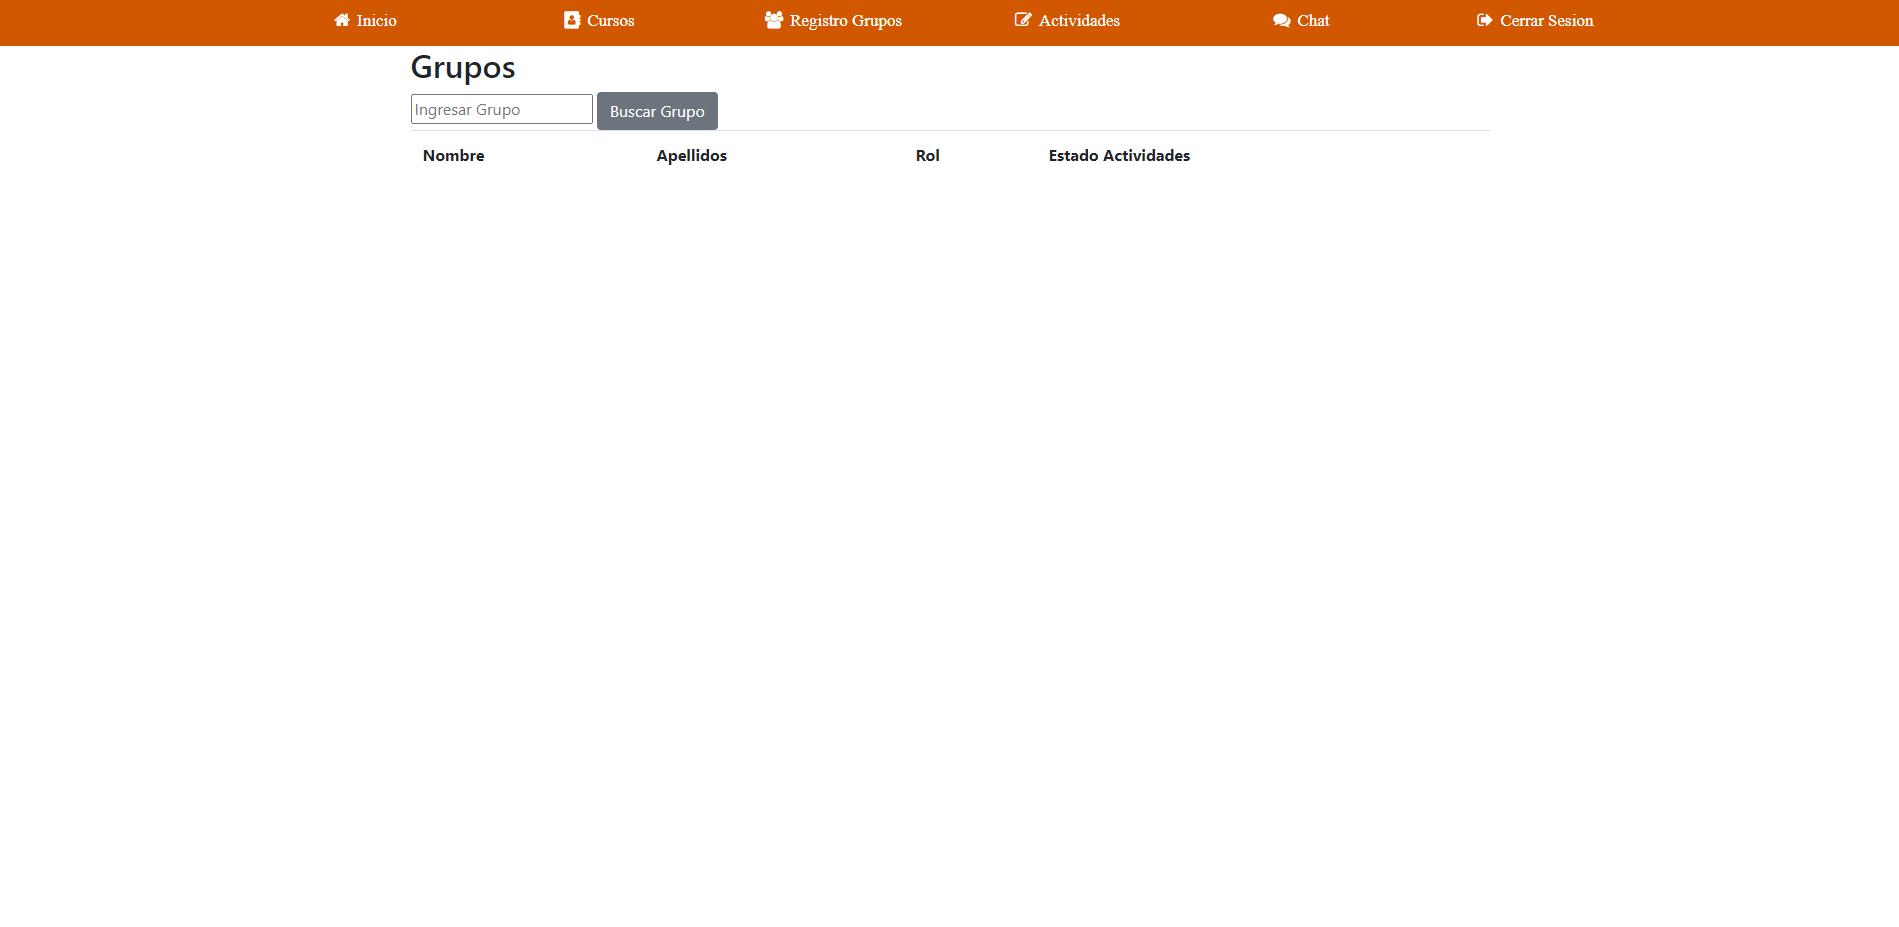 Inicio Cursos Registro Grupos Actividades Chat Cerrar Sesion
Grupos
Ingresar Grupo Buscar Grupo
Nombre Apellidos Rol Estado Actividades